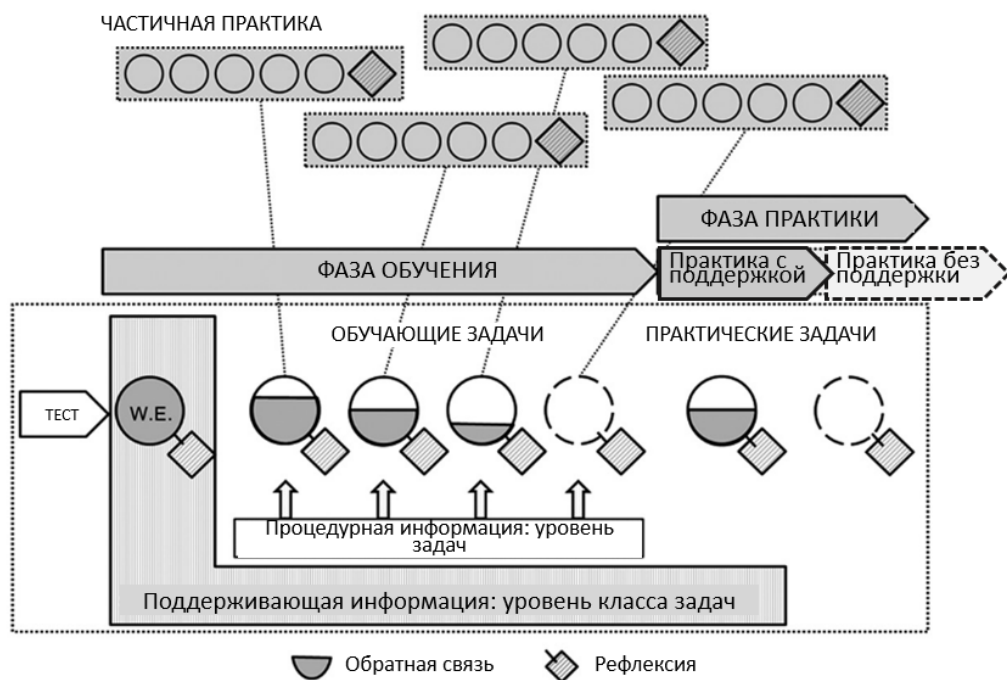 ЧАСТИЧНАЯ ПРАКТИКА
ФАЗА ПРАКТИКИ
ФАЗА ОБУЧЕНИЯ
Практика с
поддержкой
Практика без
поддержки
ОБУЧАЮЩИЕ ЗАДАЧИ
ПРАКТИЧЕСКИЕ ЗАДАЧИ
ТЕСТ
W.E.
Процедурная информация: уровень
задач
Поддерживающая информация: уровень класса задач
Обратная связь
Рефлексия